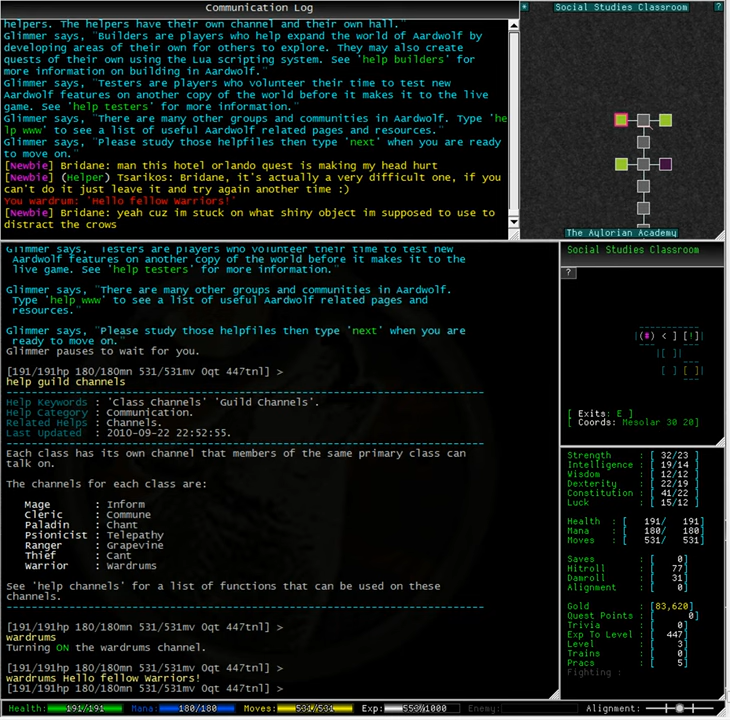 Communication Log
helpers. The helpers have their own channel and their own hall."
Glimmer says, "Builders are players who help expand the world of Aardwolf by
developing areas of their own for others to explore. They may also create
quests of their own using the Lua scripting system. See 'help builders' for
more information on building in Aardwolf."
Glimmer says, "Testers are players who volunteer their time to test new
Aardwolf features on another copy of the world before it makes it to the live
game. See 'help testers' for more information."
Glimmer says, "There are many other groups and communities in Aardwolf. Type 'he
lp www' to see a list of useful Aardwolf related pages and resources."
Glimmer says, "Please study those helpfiles then type 'next' when you are ready
to move on."
[Newbie] Bridane: man this hotel orlando quest is making my head hurt
[Newbie] (Helper) Tsarikos: Bridane, it's actually a very difficult one, if you
can't do it just leave it and try again another time :)
You wardrum: 'Hello fellow Warriors!'
[Newbie] Bridane: yeah cuz im stuck on what shiny object im supposed to use to
distract the crows
* Social Studies Classroom ?
The Aylorian Academy
Glimmer says, "Testers are players who volunteer their time to test new
Aardwolf features on another copy of the world before it makes it to the
live game. See 'help testers' for more information."
Glimmer says, "There are many other groups and communities in Aardwolf.
Type 'help www' to see a list of useful Aardwolf related pages and
resources."
Glimmer says, "Please study those helpfiles then type 'next' when you are
ready to move on."
Glimmer pauses to wait for you.
[191/191hp 180/180mn 531/531mv 0qt 447tnl] >
help guild channels
Help Keywords : 'Class Channels' 'Guild Channels'.
Help Category : Communication.
Related Helps : Channels.
Last Updated : 2010-09-22 22:52:55.
Each class has its own channel that members of the same primary class can
talk on.
The channels for each class are:
Mage : Inform
Cleric : Commune
Paladin : Chant
Psionicist : Telepathy
Ranger : Grapevine
Thief : Cant
Warrior : Wardrums
See 'help channels' for a list of functions that can be used on these
channels.
[191/191hp 180/180mn 531/531mv 0qt 447tnl] >
wardrums
Turning ON the wardrums channel.
[191/191hp 180/180mn 531/531mv 0qt 447tnl] >
wardrums Hello fellow Warriors!
[191/191hp 180/180mn 531/531mv 0qt 447tnl] >
Social Studies Classroom
?
|(*) < ] [!]|
|[ ]|
[ ] [ ]
[ Exits: E ]
[ Coords: Mesolar 30 20]
Strength : [ 32/23 ]
Intelligence : [ 19/14 ]
Wisdom : [ 12/12 ]
Dexterity : [ 22/19 ]
Constitution : [ 41/22 ]
Luck : [ 15/12 ]
Health : [ 191/ 191]
Mana : [ 180/ 180]
Moves : [ 531/ 531]
Saves : [ 0]
Hitroll : [ 77]
Damroll : [ 31]
Alignment : [ 0]
Gold : [83,620]
Quest Points : [ 0]
Trivia : [ 0]
Exp To Level : [ 447]
Level : [ 3]
Trains : [ 0]
Pracs : [ 5]
Fighting :
Health: 191/191 Mana: 180/180 Moves: 531/531 Exp: 553/1000 Enemy: Alignment: